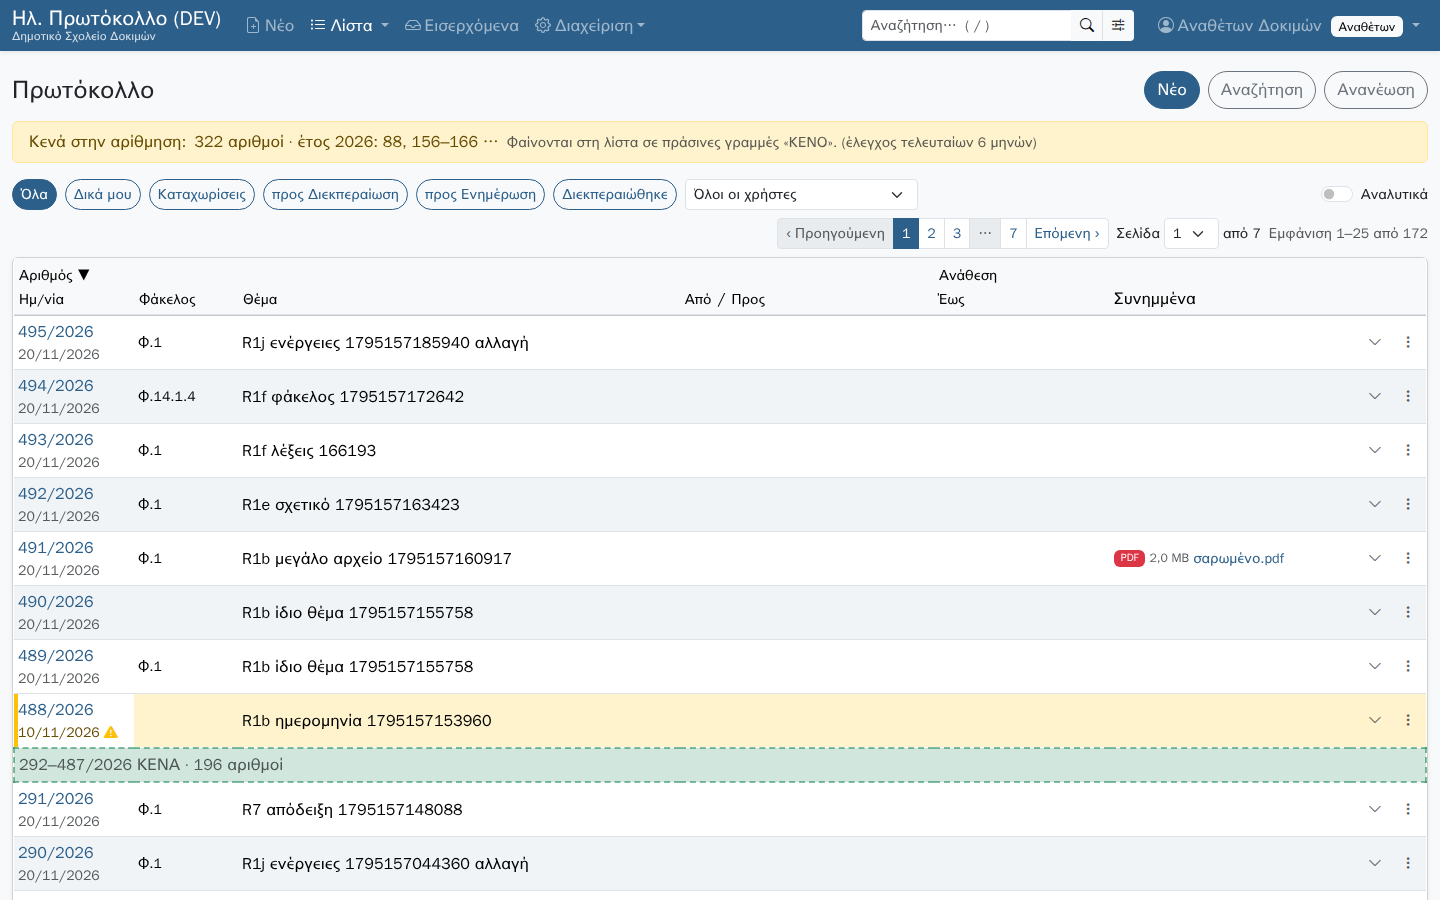 Ηλ. Πρωτόκολλο (DEV)
Δημοτικό Σχολείο Δοκιμών
Νέο
Λίστα
Εισερχόμενα
Διαχείριση
Αναζήτηση… ( / )
Αναθέτων Δοκιμών
Αναθέτων
Πρωτόκολλο
Νέο
Αναζήτηση
Ανανέωση
Κενά στην αρίθμηση: 322 αριθμοί · έτος 2026: 88, 156–166 … Φαίνονται στη λίστα σε πράσινες γραμμές «ΚΕΝΟ». (έλεγχος τελευταίων 6 μηνών)
Όλα
Δικά μου
Καταχωρίσεις
προς Διεκπεραίωση
προς Ενημέρωση
Διεκπεραιώθηκε
Όλοι οι χρήστες
Αναλυτικά
‹ Προηγούμενη 1 2 3 … 7 Επόμενη › Σελίδα 1 από 7 Εμφάνιση 1–25 από 172
Αριθμός ▼ Ανάθεση
Ημ/νία Φάκελος Θέμα Από / Προς Έως Συνημμένα
495/2026
20/11/2026 Φ.1 R1j ενέργειες 1795157185940 αλλαγή
494/2026
20/11/2026 Φ.14.1.4 R1f φάκελος 1795157172642
493/2026
20/11/2026 Φ.1 R1f λέξεις 166193
492/2026
20/11/2026 Φ.1 R1e σχετικό 1795157163423
491/2026
20/11/2026 Φ.1 R1b μεγάλο αρχείο 1795157160917 PDF 2,0 MB σαρωμένο.pdf
490/2026
20/11/2026 R1b ίδιο θέμα 1795157155758
489/2026
20/11/2026 Φ.1 R1b ίδιο θέμα 1795157155758
488/2026
10/11/2026 R1b ημερομηνία 1795157153960
292–487/2026 ΚΕΝΑ · 196 αριθμοί
291/2026
20/11/2026 Φ.1 R7 απόδειξη 1795157148088
290/2026
20/11/2026 Φ.1 R1j ενέργειες 1795157044360 αλλαγή